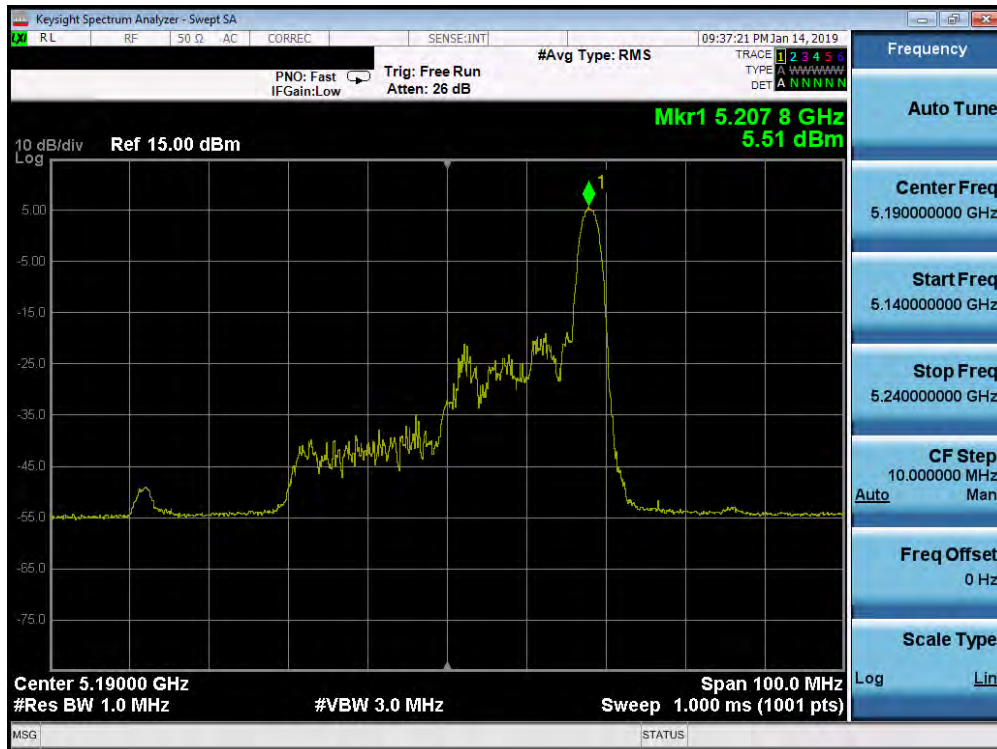 Keysight Spectrum Analyzer - Swept SA
LXI RL RF 50 Ω AC CORREC SENSE:INT 09:37:21 PM Jan 14, 2019
PNO: Fast
IFGain:Low
Trig: Free Run
Atten: 26 dB
#Avg Type: RMS
TRACE 1 2 3 4 5 6
TYPE A WWWWW
DET A N N N N N
Mkr1 5.207 8 GHz
5.51 dBm
10 dB/div Ref 15.00 dBm
Log
1
5.00
-5.00
-15.0
-25.0
-35.0
-45.0
-55.0
-65.0
-75.0
Center 5.19000 GHz Span 100.0 MHz
#Res BW 1.0 MHz #VBW 3.0 MHz Sweep 1.000 ms (1001 pts)
MSG STATUS
Frequency
Auto Tune
Center Freq
5.190000000 GHz
Start Freq
5.140000000 GHz
Stop Freq
5.240000000 GHz
CF Step
10.000000 MHz
Auto Man
Freq Offset
0 Hz
Scale Type
Log Lin